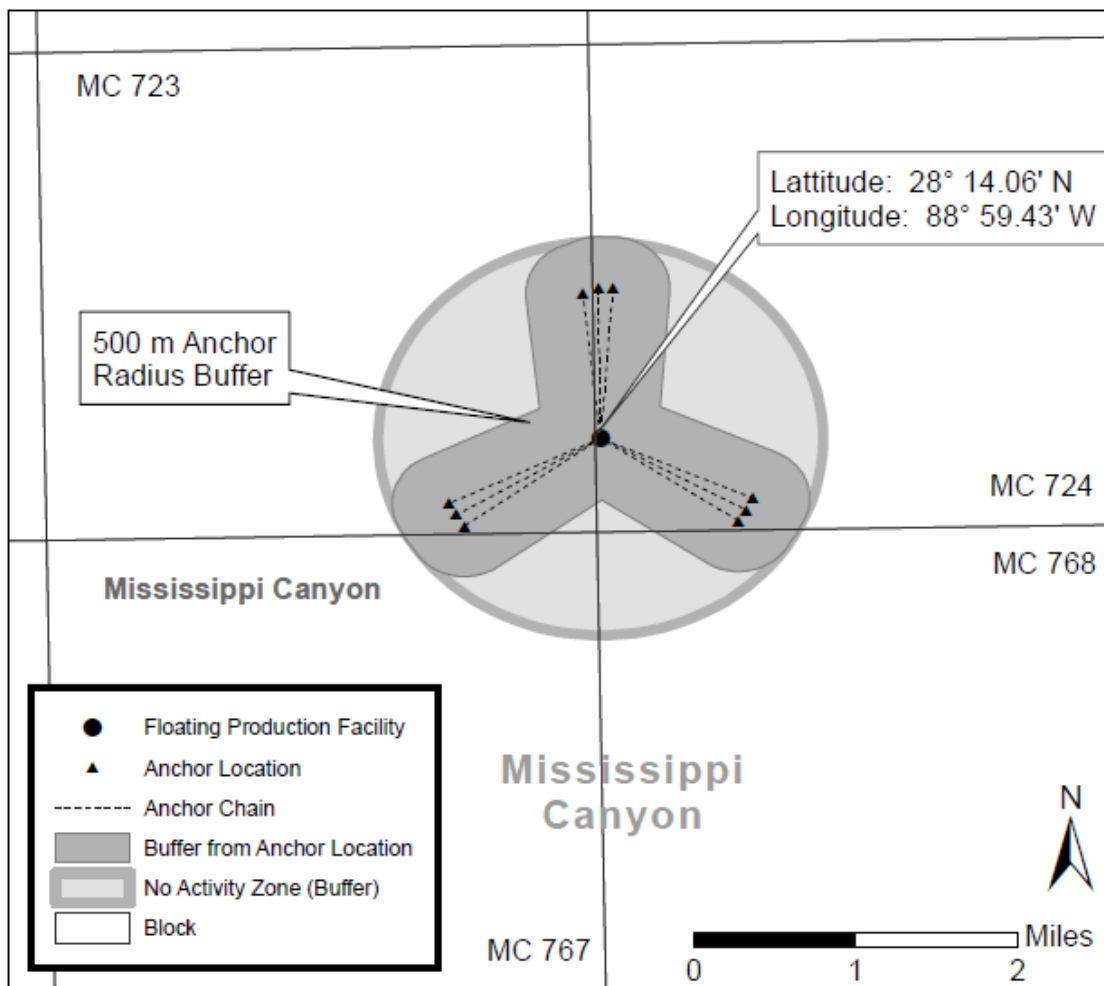 MC 723
Lattitude: 28° 14.06' N
Longitude: 88° 59.43' W
500 m Anchor
Radius Buffer
MC 724
MC 768
Mississippi Canyon
Floating Production Facility
Anchor Location
Anchor Chain
Buffer from Anchor Location
No Activity Zone (Buffer)
Block
Mississippi
Canyon
MC 767
N
Miles
0 1 2